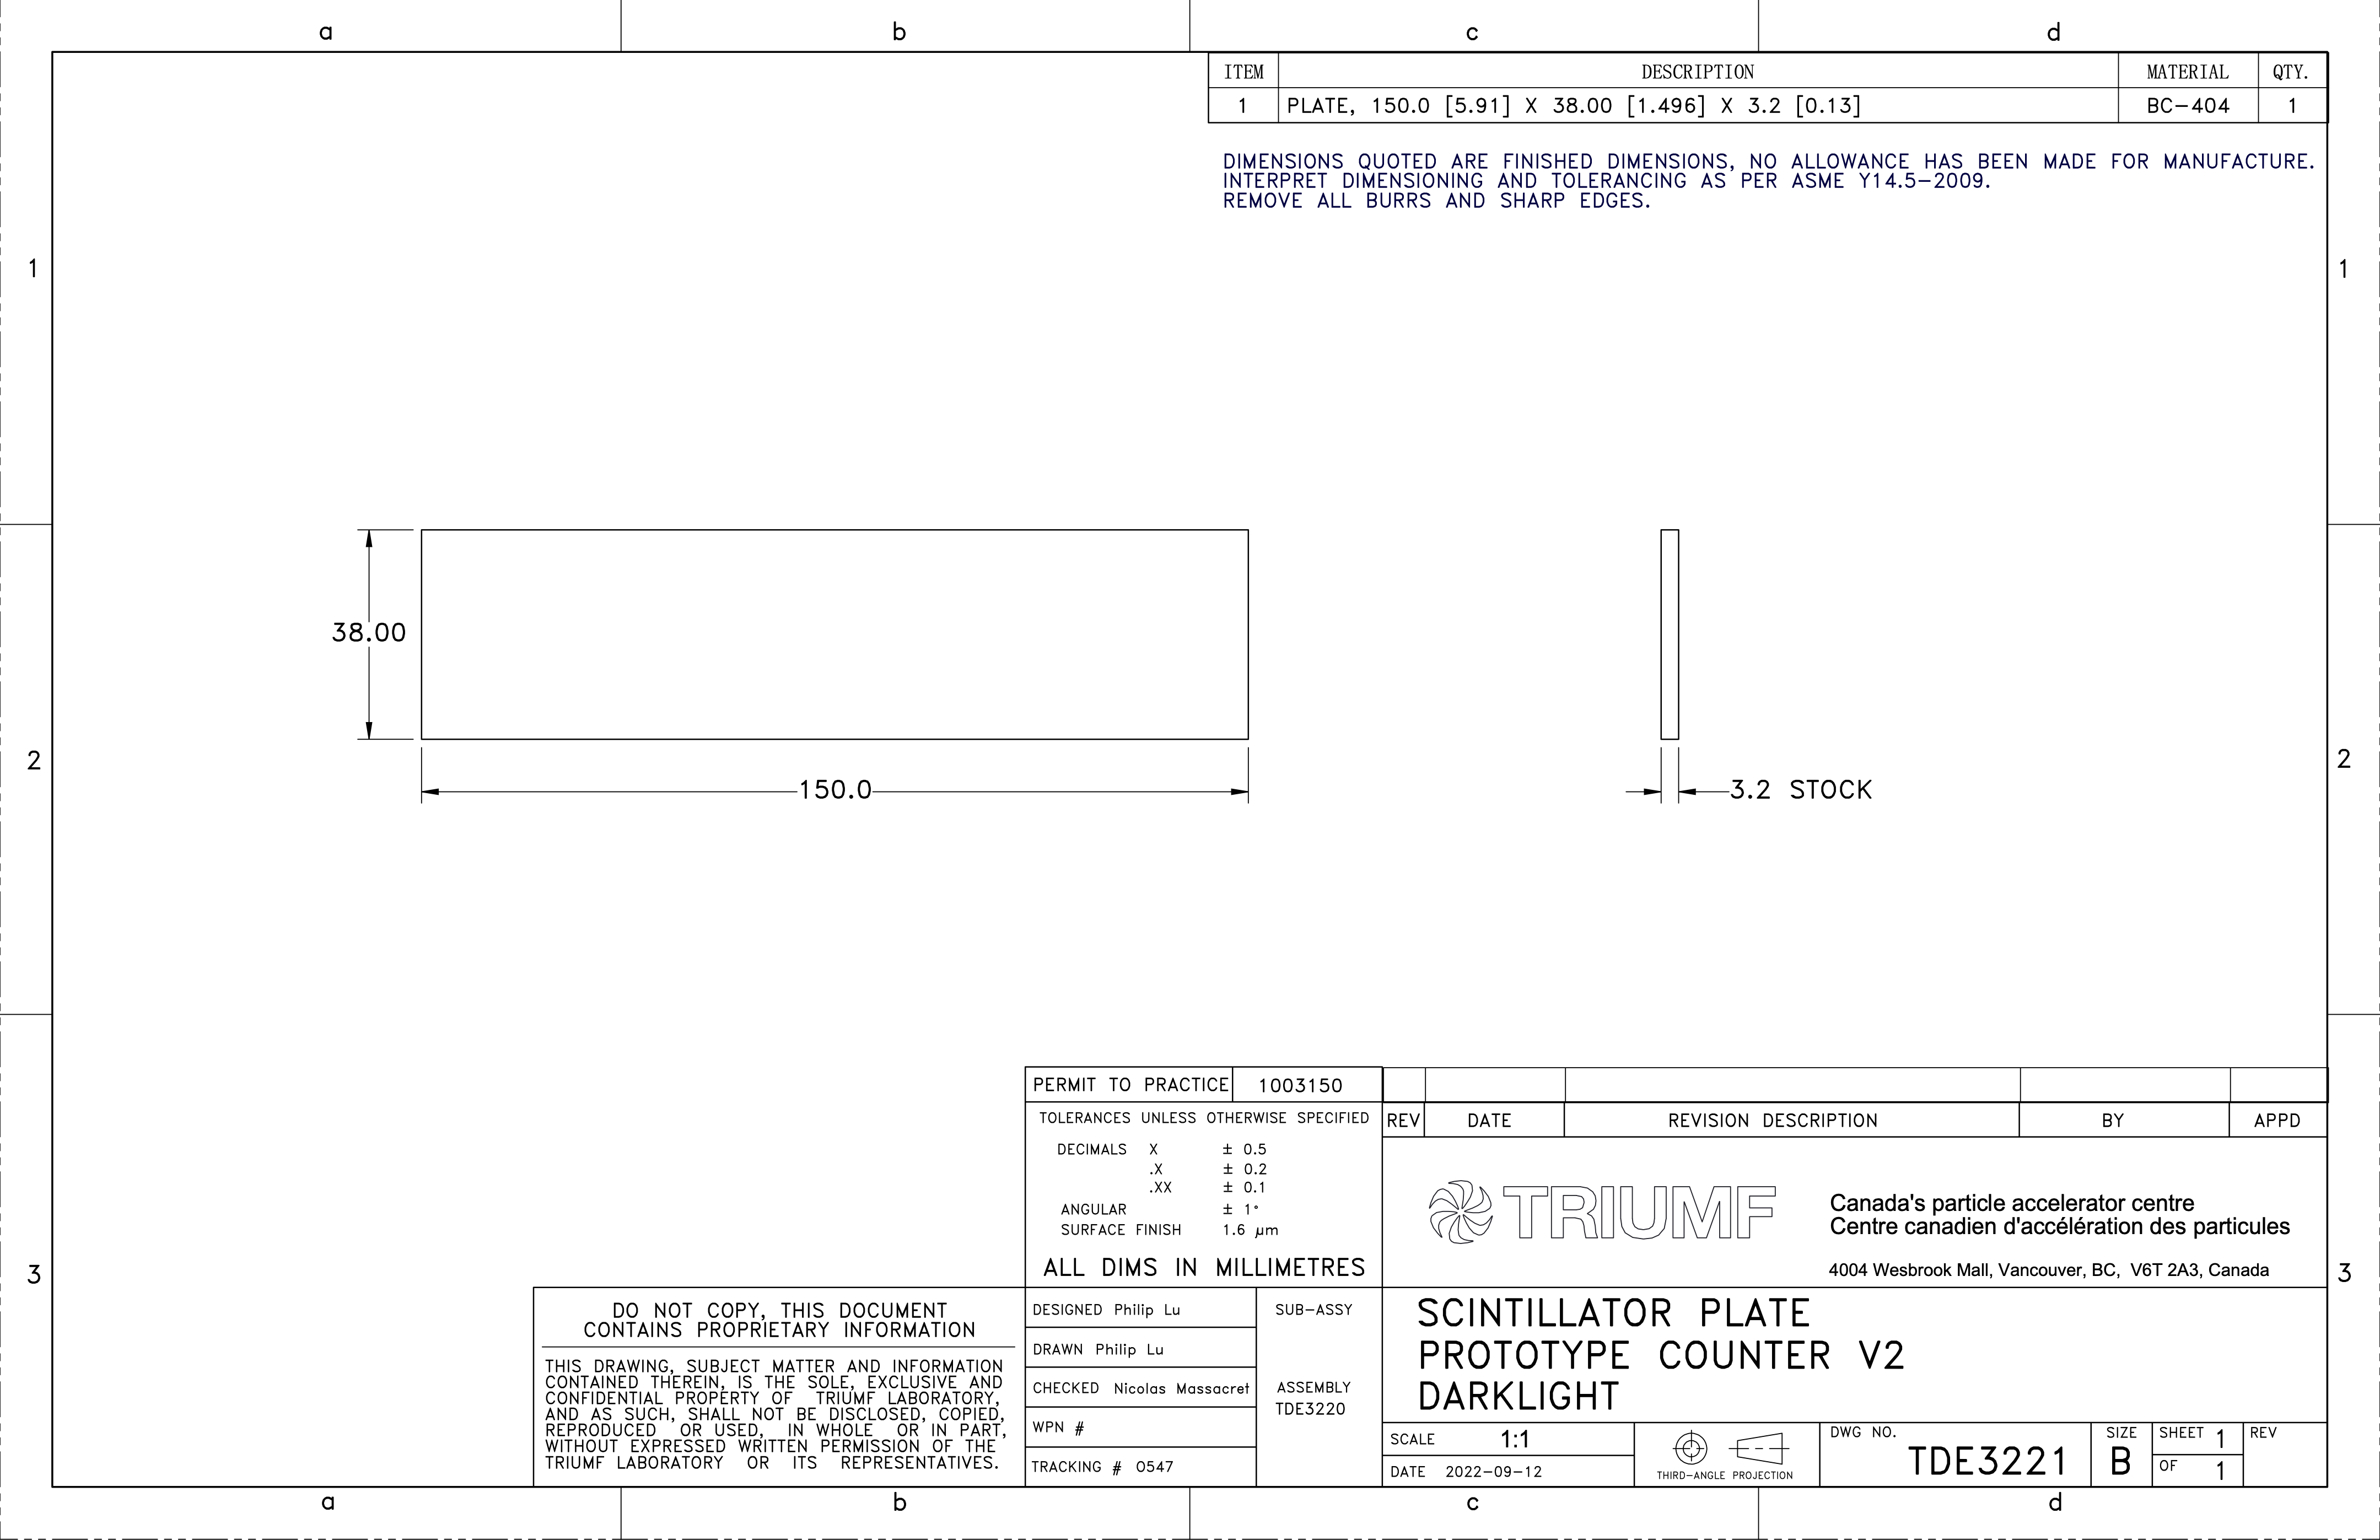 a b c d
ITEM DESCRIPTION MATERIAL QTY.
1 PLATE, 150.0 [5.91] X 38.00 [1.496] X 3.2 [0.13] BC-404 1
DIMENSIONS QUOTED ARE FINISHED DIMENSIONS, NO ALLOWANCE HAS BEEN MADE FOR MANUFACTURE.
INTERPRET DIMENSIONING AND TOLERANCING AS PER ASME Y14.5-2009.
REMOVE ALL BURRS AND SHARP EDGES.
1 1
38.00
2 2
150.0
3.2 STOCK
PERMIT TO PRACTICE 1003150
TOLERANCES UNLESS OTHERWISE SPECIFIED
DECIMALS X ± 0.5
.X ± 0.2
.XX ± 0.1
ANGULAR ± 1°
SURFACE FINISH 1.6 µm
ALL DIMS IN MILLIMETRES
REV DATE REVISION DESCRIPTION BY APPD
TRIUMF
Canada's particle accelerator centre
Centre canadien d'accélération des particules
4004 Wesbrook Mall, Vancouver, BC, V6T 2A3, Canada
3 3
DO NOT COPY, THIS DOCUMENT
CONTAINS PROPRIETARY INFORMATION
THIS DRAWING, SUBJECT MATTER AND INFORMATION
CONTAINED THEREIN, IS THE SOLE, EXCLUSIVE AND
CONFIDENTIAL PROPERTY OF TRIUMF LABORATORY,
AND AS SUCH, SHALL NOT BE DISCLOSED, COPIED,
REPRODUCED OR USED, IN WHOLE OR IN PART,
WITHOUT EXPRESSED WRITTEN PERMISSION OF THE
TRIUMF LABORATORY OR ITS REPRESENTATIVES.
DESIGNED Philip Lu
DRAWN Philip Lu
CHECKED Nicolas Massacret
WPN #
TRACKING # 0547
SUB-ASSY
ASSEMBLY
TDE3220
SCINTILLATOR PLATE
PROTOTYPE COUNTER V2
DARKLIGHT
SCALE 1:1
DATE 2022-09-12
THIRD-ANGLE PROJECTION
DWG NO.
TDE3221
SIZE
B
SHEET 1
OF 1
REV
a b c d